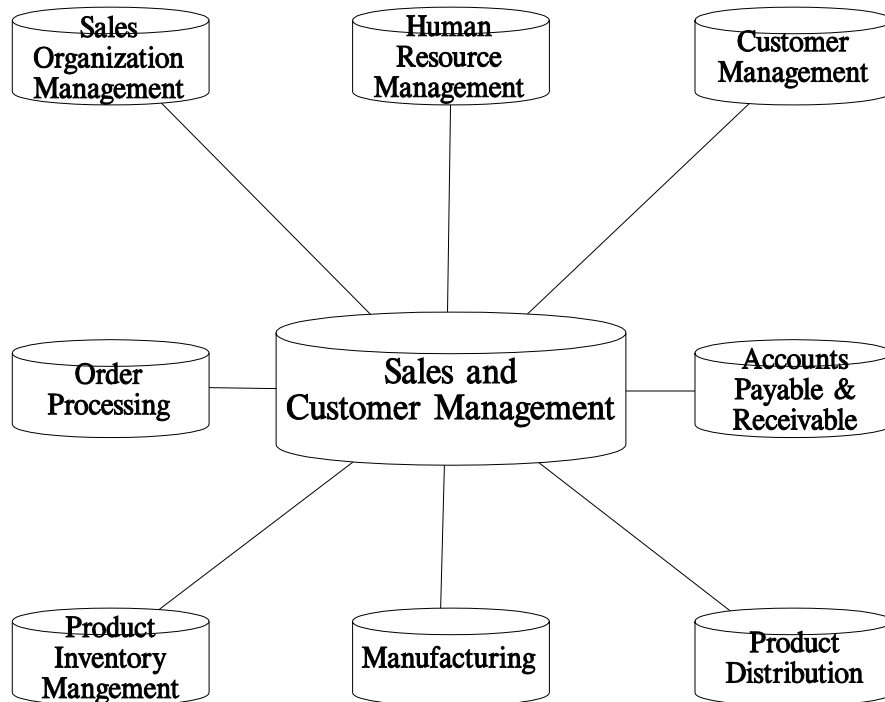 Sales
Organization
Management
Human
Resource
Management
Customer
Management
Order
Processing
Sales and
Customer Management
Accounts
Payable &
Receivable
Product
Inventory
Mangement
Manufacturing
Product
Distribution